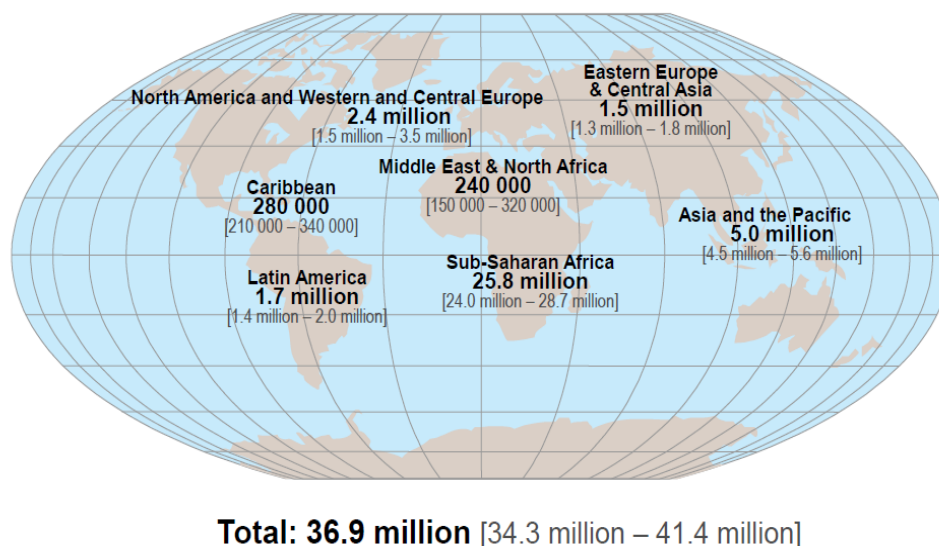 Eastern Europe
& Central Asia
1.5 million
[1.3 million – 1.8 million]
North America and Western and Central Europe
2.4 million
[1.5 million – 3.5 million]
Middle East & North Africa
240 000
[150 000 – 320 000]
Caribbean
280 000
[210 000 – 340 000]
Asia and the Pacific
5.0 million
[4.5 million – 5.6 million]
Sub-Saharan Africa
25.8 million
[24.0 million – 28.7 million]
Latin America
1.7 million
[1.4 million – 2.0 million]
Total: 36.9 million [34.3 million – 41.4 million]